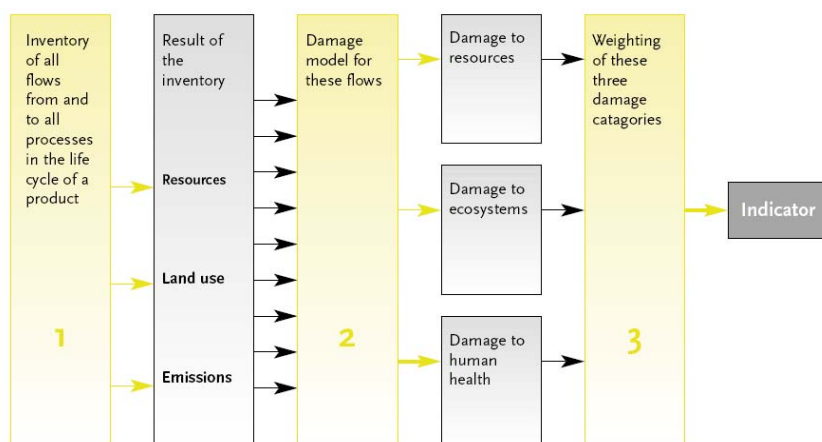 Inventory
of all
flows
from and
to all
processes
in the life
cycle of a
product
1
Result of
the
inventory
Resources
Land use
Emissions
Damage
model for
these flows
2
Damage to
resources
Damage to
ecosystems
Damage to
human
health
Weighting
of these
three
damage
catagories
3
Indicator